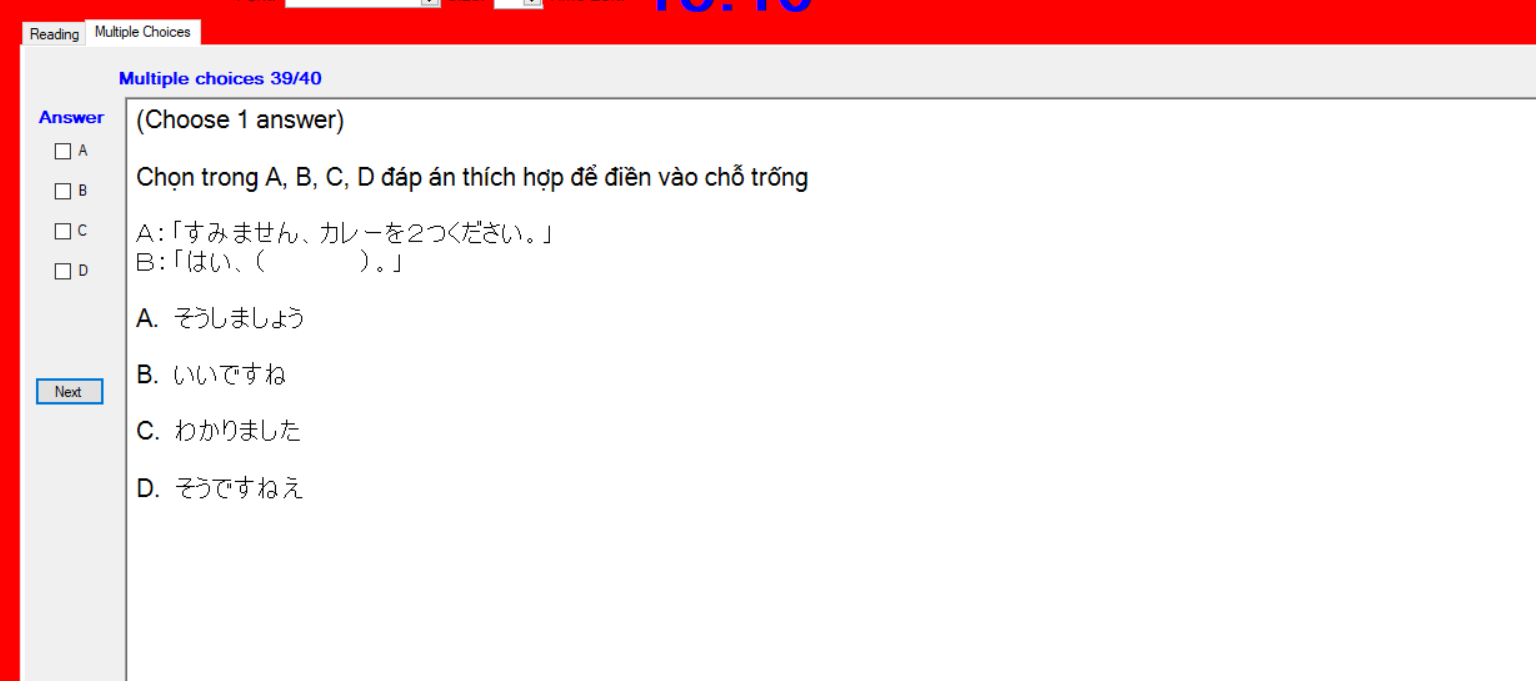 Reading Multiple Choices
Multiple choices 39/40
Answer
A
B
C
D
Next
(Choose 1 answer)
Chọn trong A, B, C, D đáp án thích hợp để điền vào chỗ trống
A:「すみません、カレーを2つください。」
B:「はい、(　　　　)。」
A. そうしましょう
B. いいですね
C. わかりました
D. そうですねえ